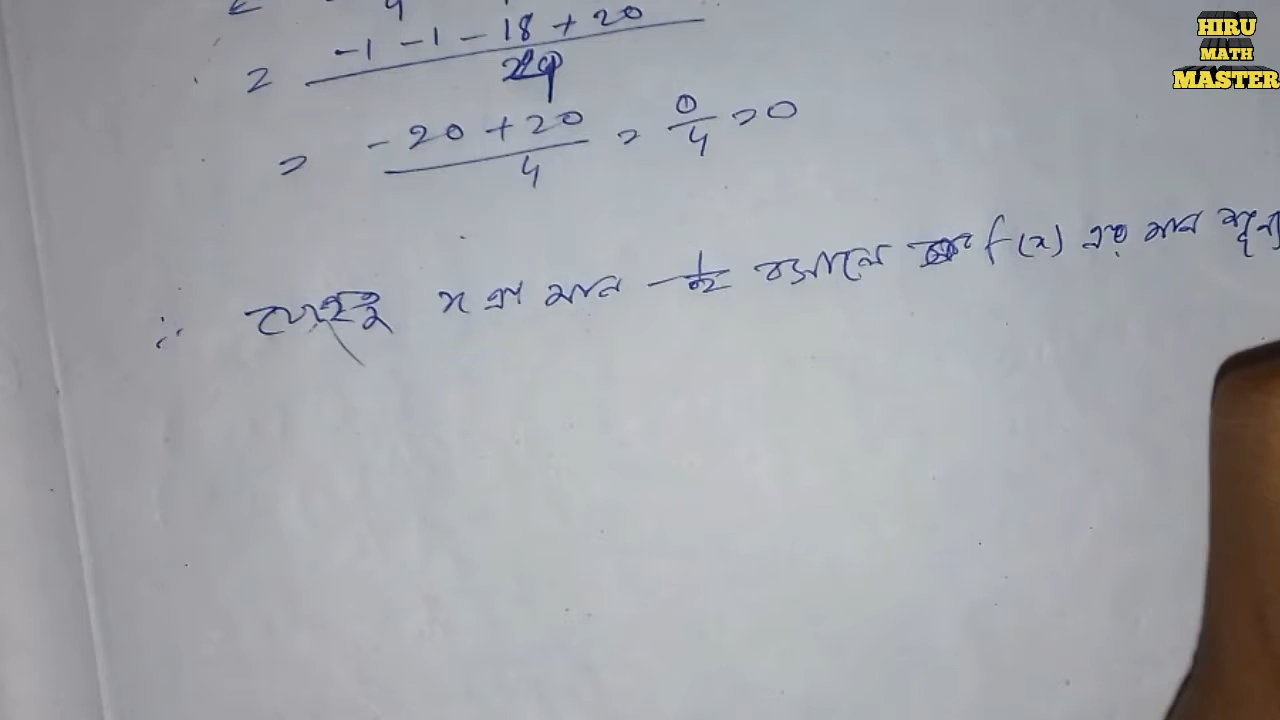 = -1 -1 - 18 + 20
4
= -20 + 20 / 4 = 0/4 = 0
∴ যেহেতু x এর মান -1/2 বসালে f(x) এর মান শূন্য
HIRU
MATH
MASTER